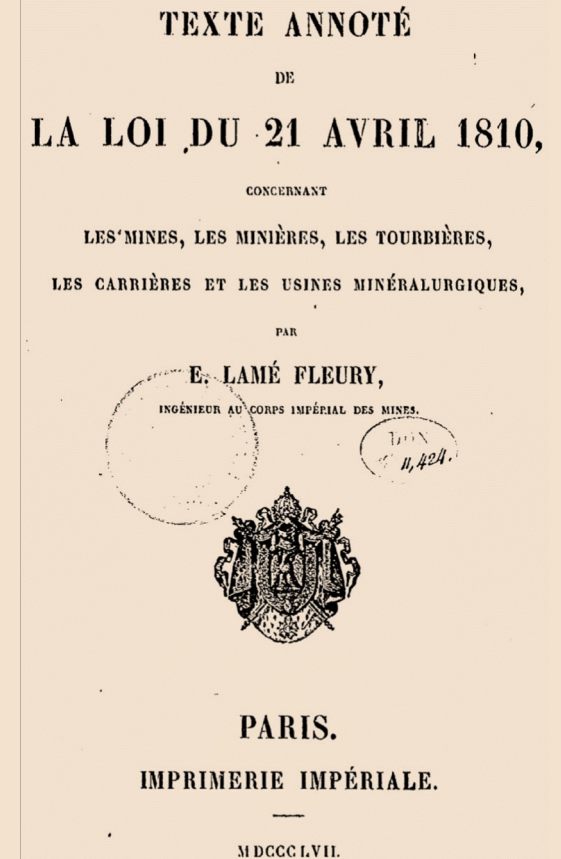 TEXTE ANNOTÉ
DE
LA LOI DU 21 AVRIL 1810,
CONCERNANT
LES MINES, LES MINIÈRES, LES TOURBIÈRES,
LES CARRIÈRES ET LES USINES MINÉRALURGIQUES,
PAR
E. LAMÉ FLEURY,
INGÉNIEUR AU CORPS IMPÉRIAL DES MINES.
DON
11,424.
PARIS.
IMPRIMERIE IMPÉRIALE.
MDCCCLVII.